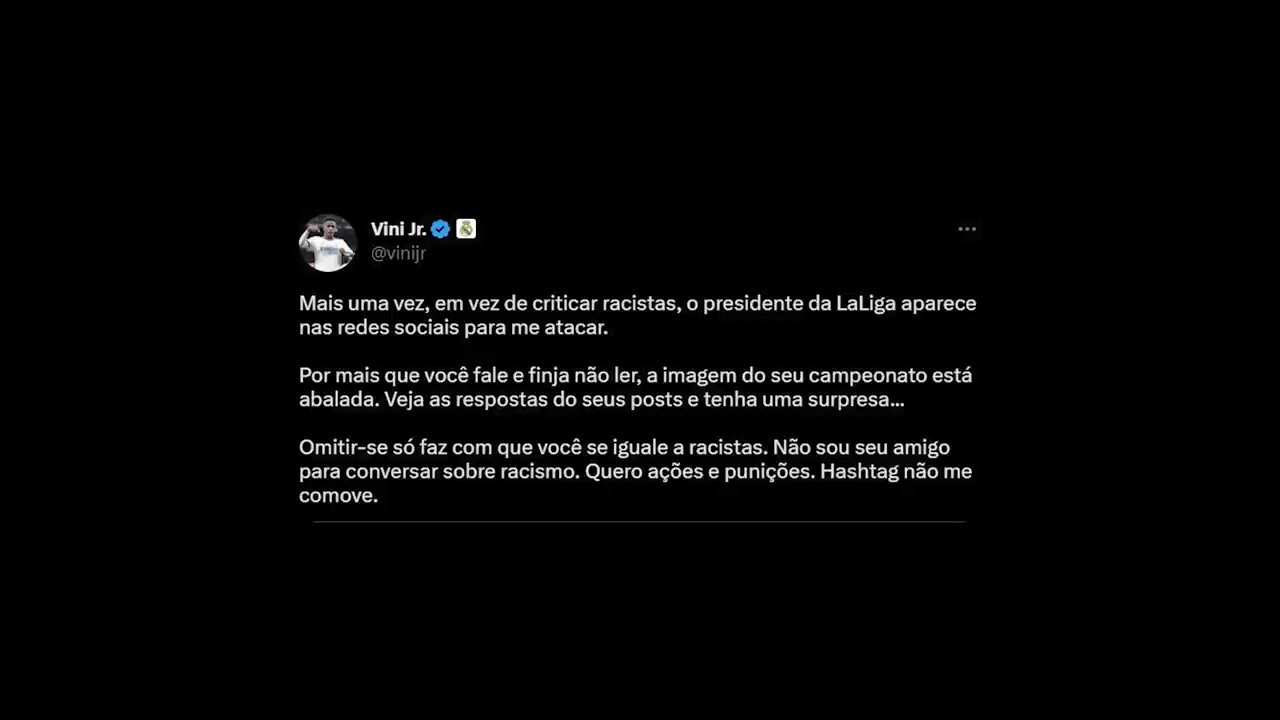 Vini Jr.
@vinijr
Mais uma vez, em vez de criticar racistas, o presidente da LaLiga aparece
nas redes sociais para me atacar.
Por mais que você fale e finja não ler, a imagem do seu campeonato está
abalada. Veja as respostas do seus posts e tenha uma surpresa...
Omitir-se só faz com que você se iguale a racistas. Não sou seu amigo
para conversar sobre racismo. Quero ações e punições. Hashtag não me
comove.